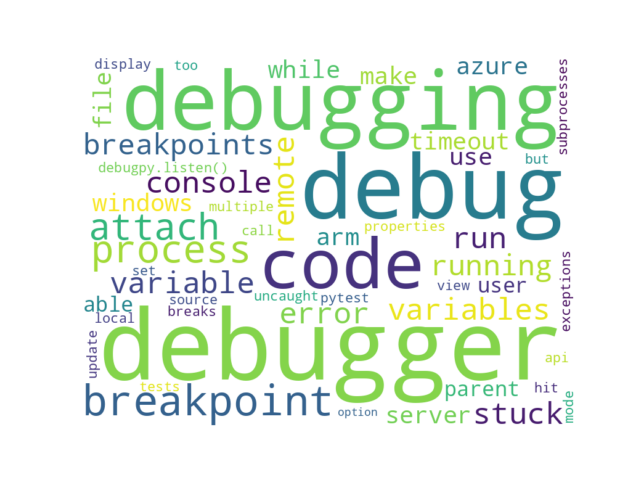 display
too
while
make
azure
subprocesses
file
debugging
breakpoints
remote
timeout
debugpy.listen()
use
but
console
debug
windows
multiple
attach
call
properties
arm
run
process
code
running
set
variable
view
user
exceptions
able
source
uncaught
pytest
variables
local
breaks
error
debugger
update
api
tests
parent
hit
mode
breakpoint
option
server
stuck